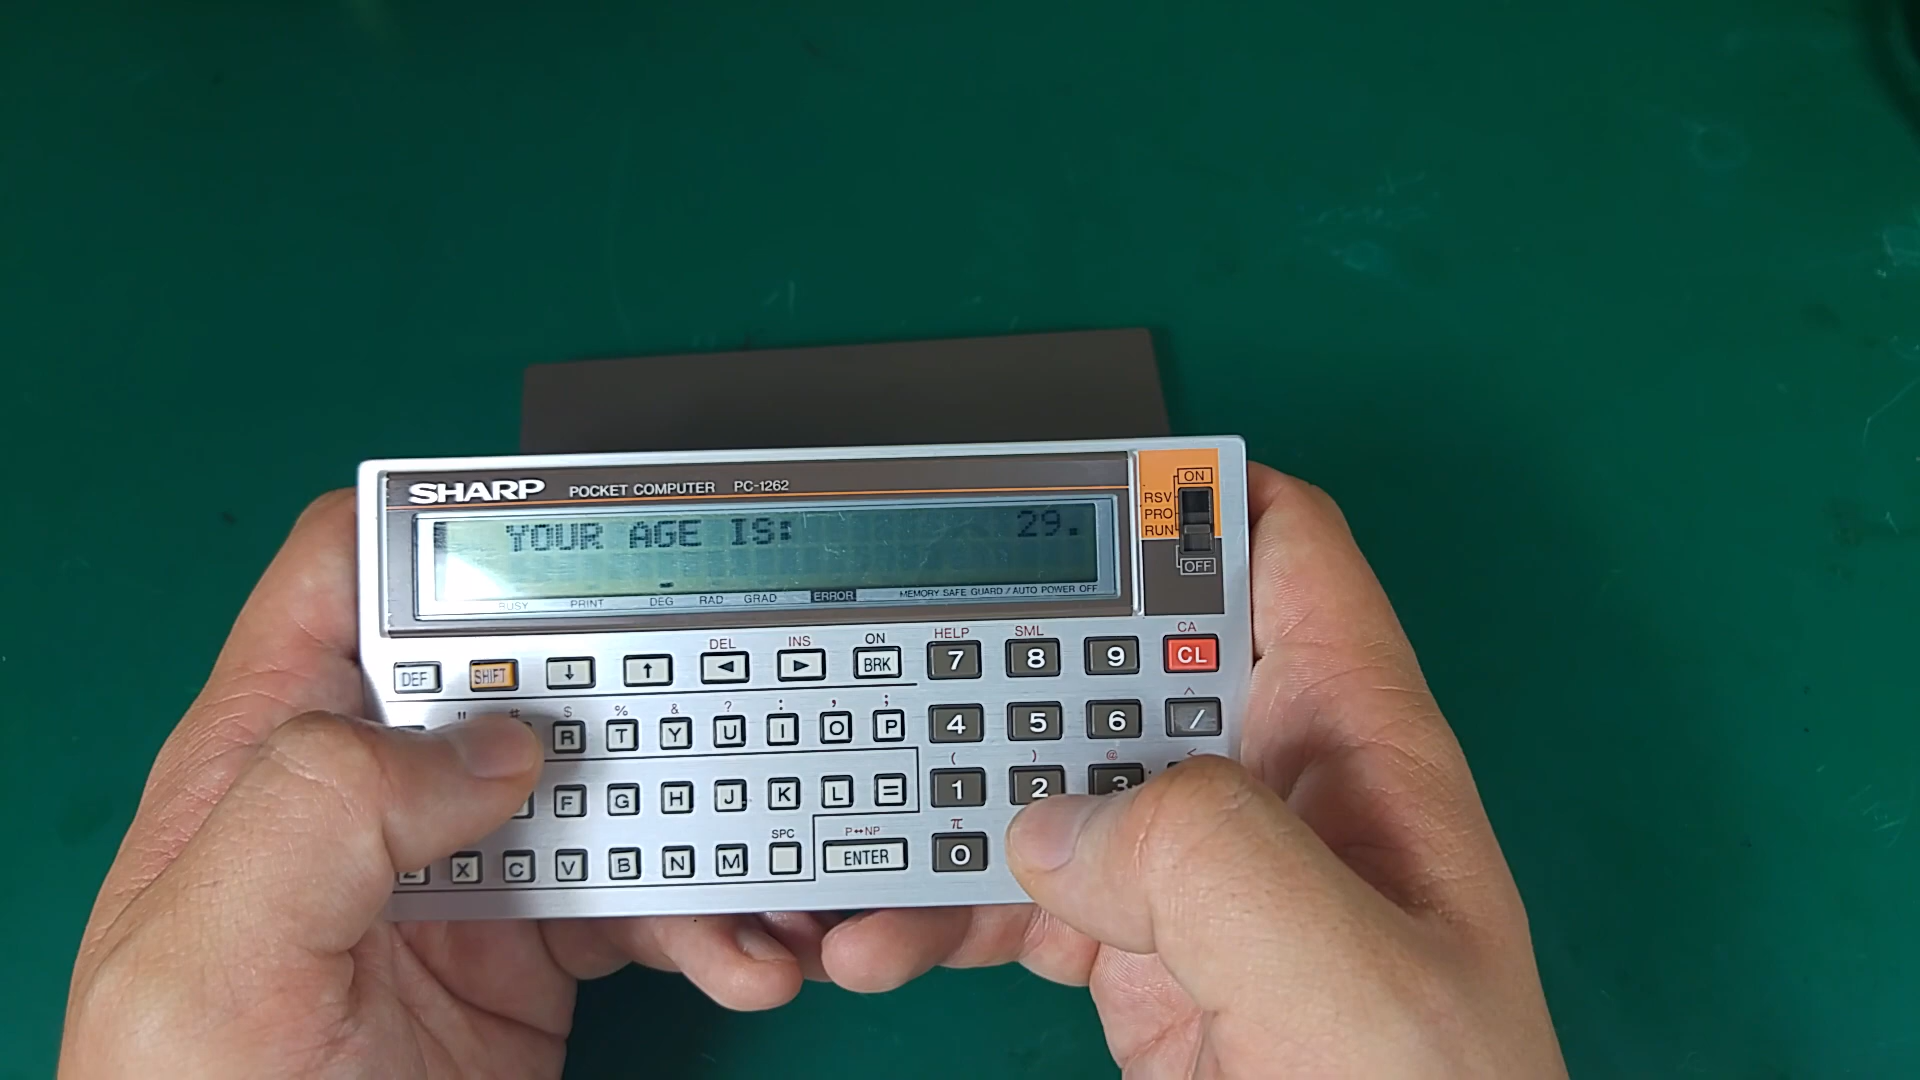 SHARP POCKET COMPUTER PC-1262
YOUR AGE IS: 29.
BUSY PRINT DEG RAD GRAD ERROR MEMORY SAFE GUARD / AUTO POWER OFF
ON
RSV
PRO
RUN
OFF
DEL INS ON HELP SML CA
DEF SHIFT ↓ ↑ ◄ ► BRK 7 8 9 CL
" # $ % & ? : , ; ^
R T Y U I O P 4 5 6 /
( ) @ <
F G H J K L = 1 2 3
SPC P↔NP π
Z X C V B N M ENTER 0